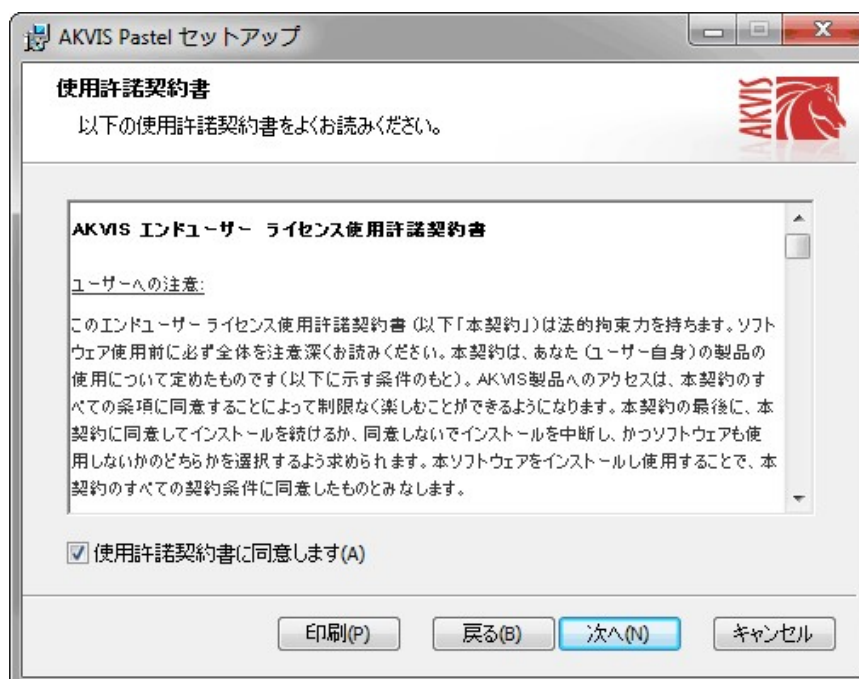 AKVIS Pastel セットアップ
使用許諾契約書
以下の使用許諾契約書をよくお読みください。
AKVIS
AKVIS エンドユーザー ライセンス使用許諾契約書
ユーザーへの注意:
このエンドユーザー ライセンス使用許諾契約書 (以下「本契約」)は法的拘束力を持ちます。ソフト
ウェア使用前に必ず全体を注意深くお読みください。本契約は、あなた (ユーザー自身)の製品の
使用について定めたものです(以下に示す条件のもと)。AKVIS製品へのアクセスは、本契約のす
べての条項に同意することによって制限なく楽しむことができるようになります。本契約の最後に、本
契約に同意してインストールを続けるか、同意しないでインストールを中断し、かつソフトウェアも使
用しないかのどちらかを選択するよう求められます。本ソフトウェアをインストールし使用することで、本
契約のすべての契約条件に同意したものとみなします。
使用許諾契約書に同意します(A)
印刷(P)
戻る(B)
次へ(N)
キャンセル